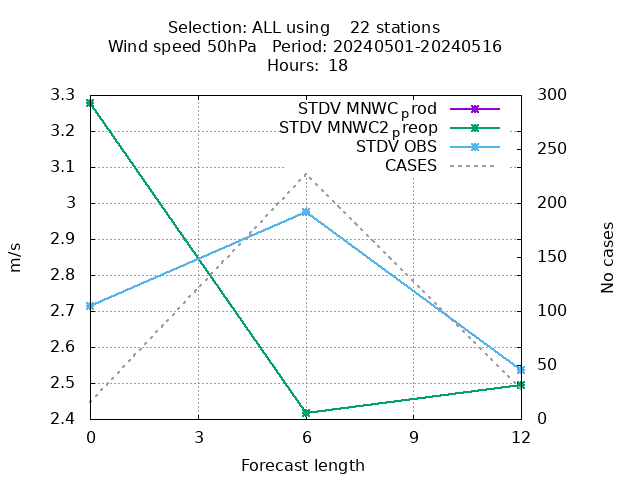 Selection: ALL using 22 stations
Wind speed 50hPa Period: 20240501-20240516
Hours: 18
STDV MNWC_prod
STDV MNWC2_preop
STDV OBS
CASES
3.3
3.2
3.1
3
2.9
2.8
2.7
2.6
2.5
2.4
m/s
300
250
200
150
100
50
0
No cases
0 3 6 9 12
Forecast length